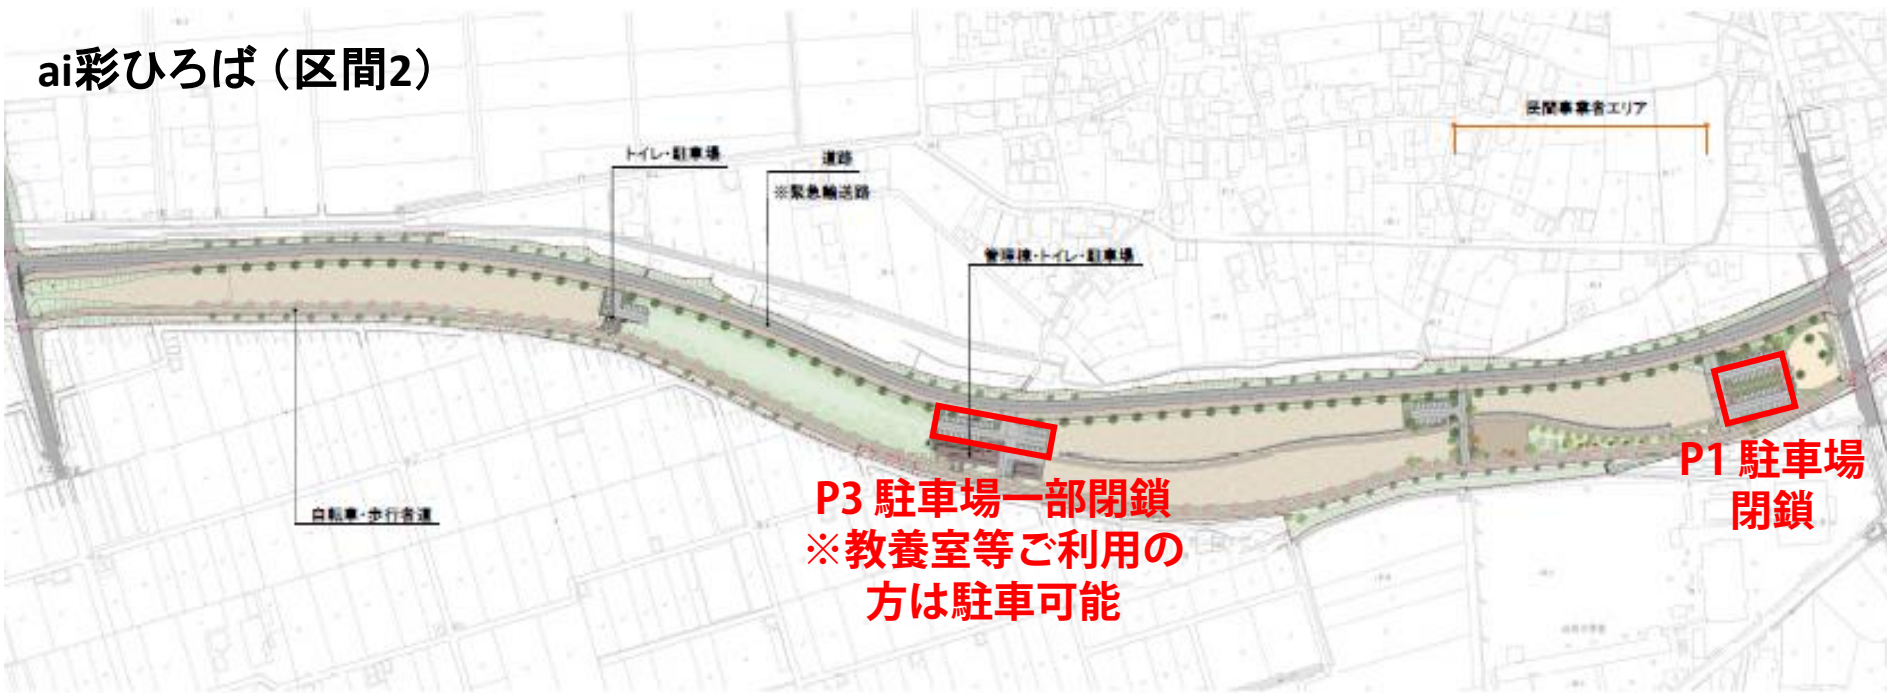 ai彩ひろば（区間2）
民間事業者エリア
トイレ・駐車場
道路
※緊急輸送路
管理棟・トイレ・駐車場
自転車・歩行者道
P3 駐車場一部閉鎖
※教養室等ご利用の
方は駐車可能
P1 駐車場
閉鎖